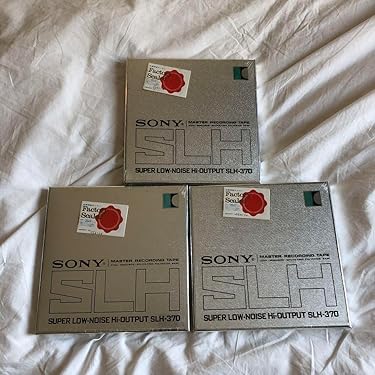 Factory
Sealed
SONY®
MASTER RECORDING TAPE
SLH
SUPER LOW-NOISE Hi-OUTPUT SLH-370
Factory
Sealed
SONY®
MASTER RECORDING TAPE
SLH
SUPER LOW-NOISE Hi-OUTPUT SLH-370
Factory
Sealed
SONY®
MASTER RECORDING TAPE
SLH
SUPER LOW-NOISE Hi-OUTPUT SLH-370